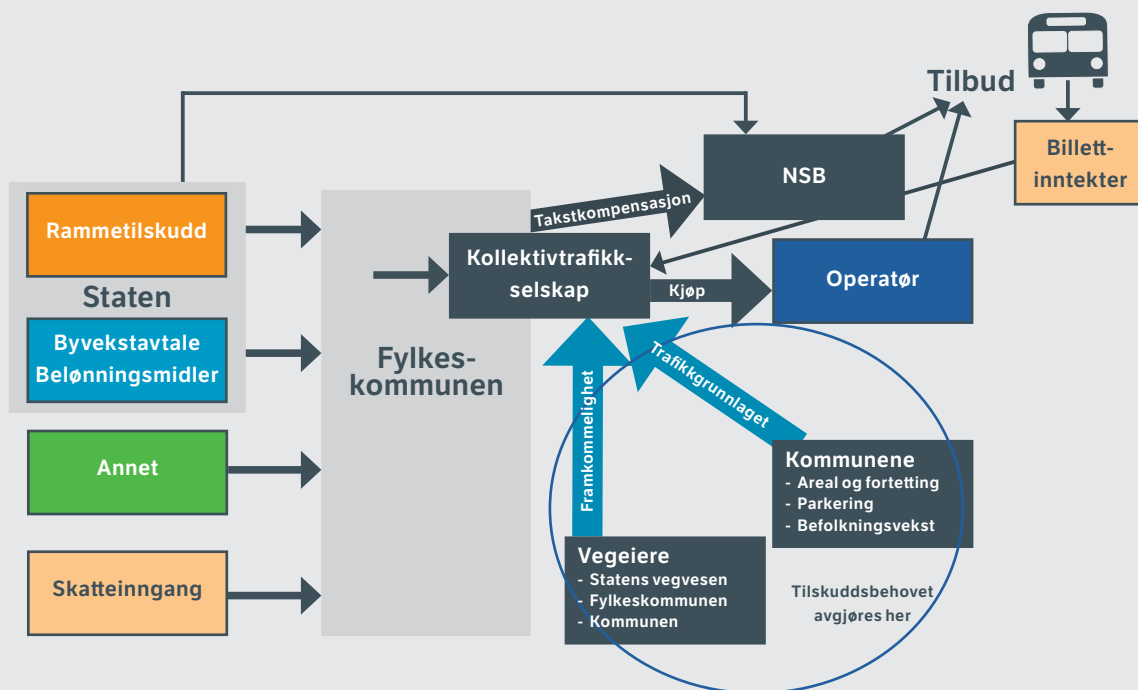 Tilbud
Billett-
inntekter
NSB
Takstkompensasjon
Rammetilskudd
Staten
Byvekstavtale
Belønningsmidler
Annet
Skatteinngang
Fylkes-
kommunen
Kollektivtrafikk-
selskap
Kjøp
Operatør
Framkommelighet
Trafikkgrunnlaget
Kommunene
- Areal og fortetting
- Parkering
- Befolkningsvekst
Vegeiere
- Statens vegvesen
- Fylkeskommunen
- Kommunen
Tilskuddsbehovet
avgjøres her